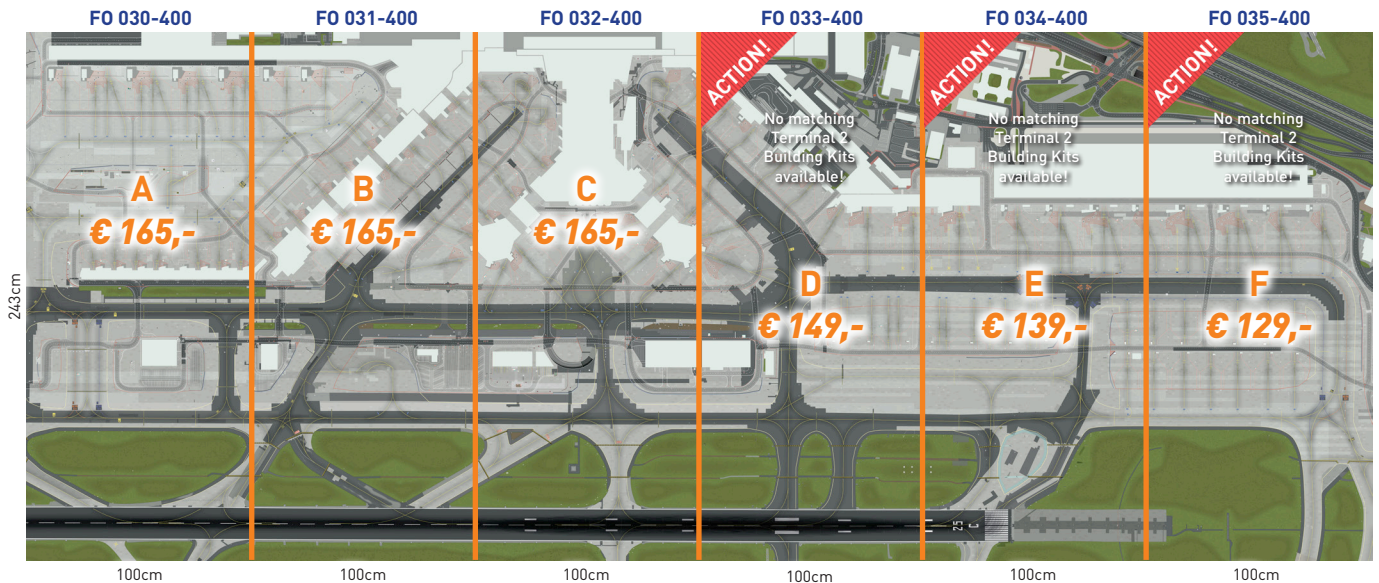 FO 030-400
FO 031-400
FO 032-400
FO 033-400
FO 034-400
FO 035-400
ACTION!
ACTION!
ACTION!
No matching
Terminal 2
Building Kits
available!
No matching
Terminal 2
Building Kits
available!
No matching
Terminal 2
Building Kits
available!
A
€ 165,-
B
€ 165,-
C
€ 165,-
D
€ 149,-
E
€ 139,-
F
€ 129,-
243cm
25
C
100cm
100cm
100cm
100cm
100cm
100cm